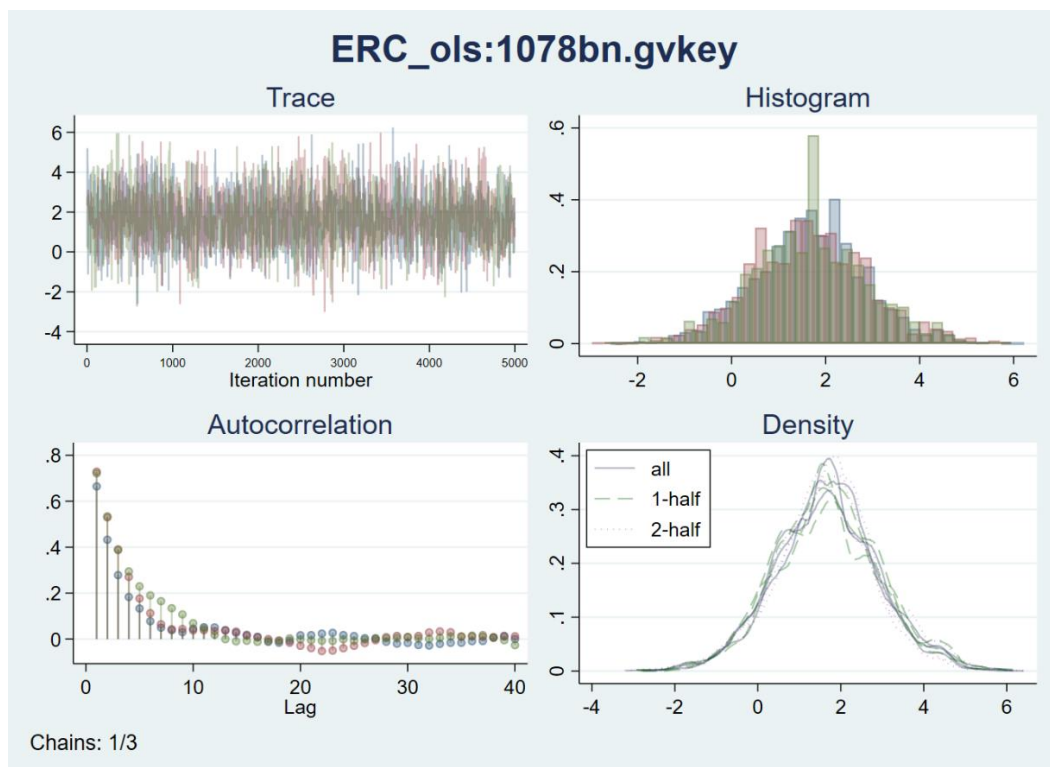 ERC_ols:1078bn.gvkey
Trace
6
4
2
0
-2
-4
0 1000 2000 3000 4000 5000
Iteration number
Histogram
.6
.4
.2
0
-2 0 2 4 6
Autocorrelation
.8
.6
.4
.2
0
0 10 20 30 40
Lag
Density
.4
.3
.2
.1
0
all
1-half
2-half
-4 -2 0 2 4 6
Chains: 1/3